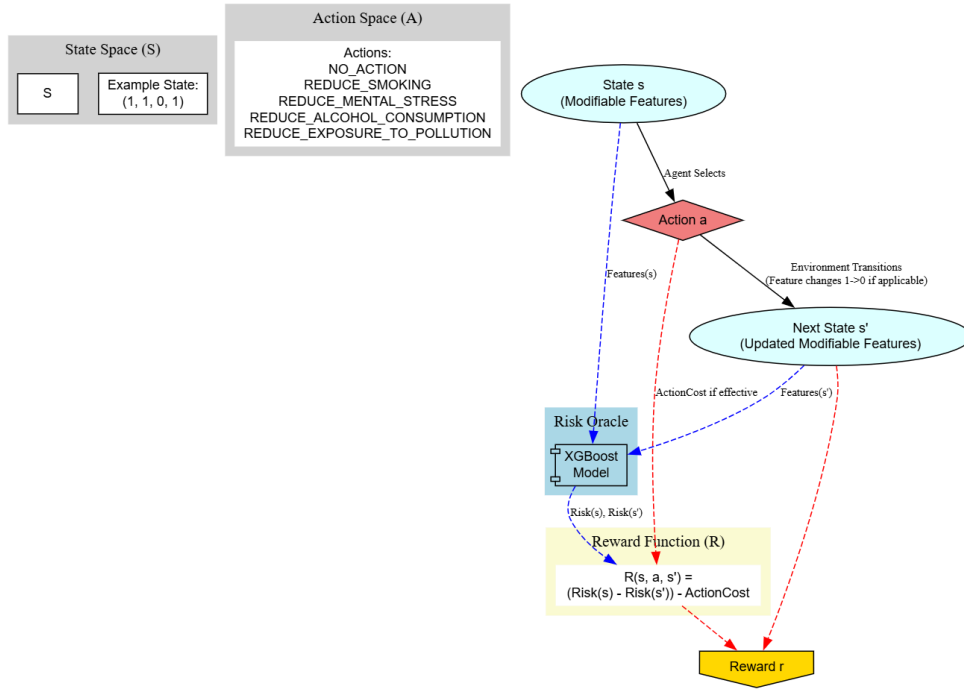 State Space (S)
S
Example State:
(1, 1, 0, 1)
Action Space (A)
Actions:
NO_ACTION
REDUCE_SMOKING
REDUCE_MENTAL_STRESS
REDUCE_ALCOHOL_CONSUMPTION
REDUCE_EXPOSURE_TO_POLLUTION
State s
(Modifiable Features)
Agent Selects
Action a
Features(s)
Environment Transitions
(Feature changes 1->0 if applicable)
Next State s'
(Updated Modifiable Features)
ActionCost if effective
Features(s')
Risk Oracle
XGBoost
Model
Risk(s), Risk(s')
Reward Function (R)
R(s, a, s') =
(Risk(s) - Risk(s')) - ActionCost
Reward r